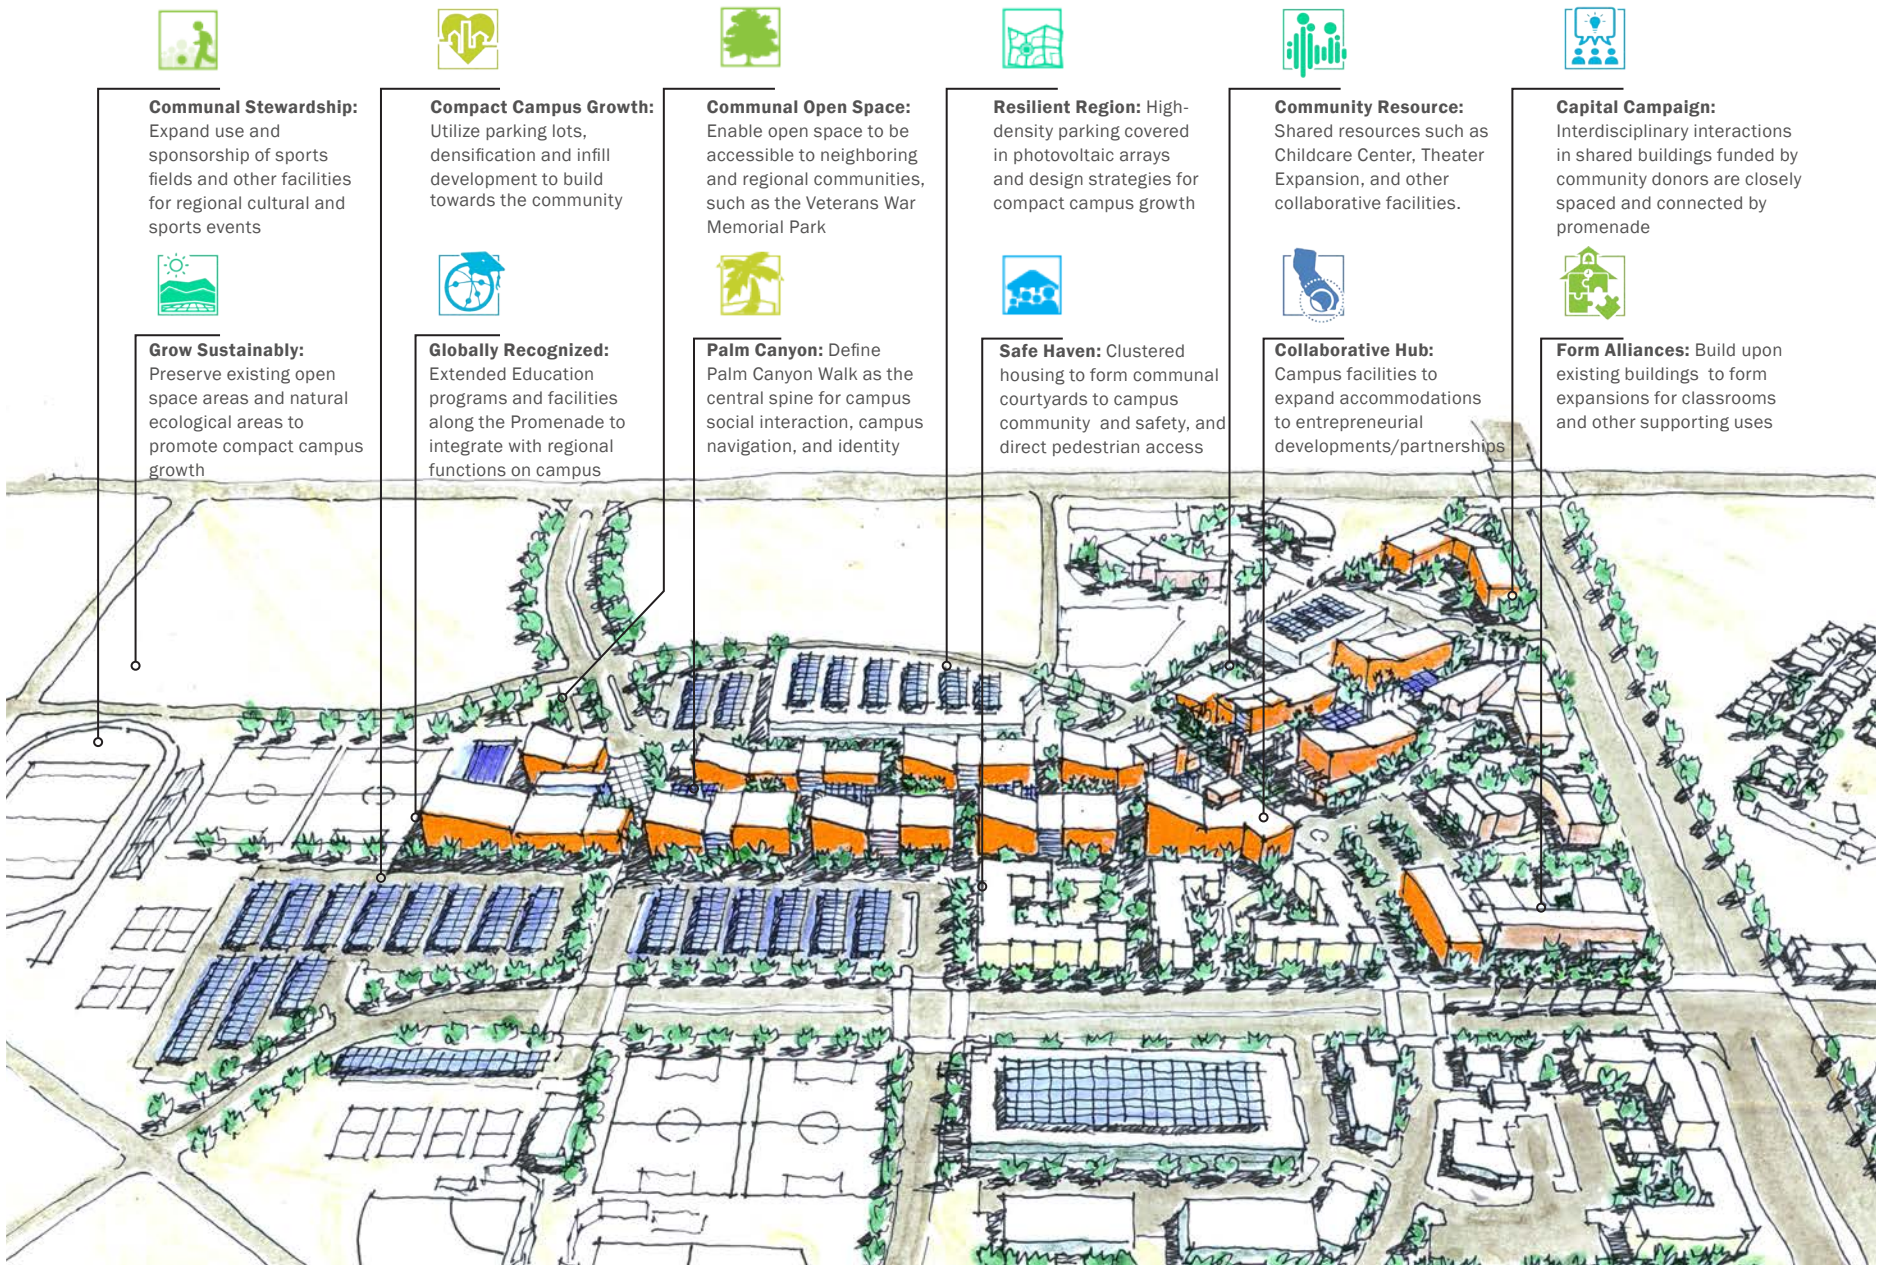 Communal Stewardship:
Expand use and
sponsorship of sports
fields and other facilities
for regional cultural and
sports events
Compact Campus Growth:
Utilize parking lots,
densification and infill
development to build
towards the community
Communal Open Space:
Enable open space to be
accessible to neighboring
and regional communities,
such as the Veterans War
Memorial Park
Resilient Region: High-
density parking covered
in photovoltaic arrays
and design strategies for
compact campus growth
Community Resource:
Shared resources such as
Childcare Center, Theater
Expansion, and other
collaborative facilities.
Capital Campaign:
Interdisciplinary interactions
in shared buildings funded by
community donors are closely
spaced and connected by
promenade
Grow Sustainably:
Preserve existing open
space areas and natural
ecological areas to
promote compact campus
growth
Globally Recognized:
Extended Education
programs and facilities
along the Promenade to
integrate with regional
functions on campus
Palm Canyon: Define
Palm Canyon Walk as the
central spine for campus
social interaction, campus
navigation, and identity
Safe Haven: Clustered
housing to form communal
courtyards to campus
community and safety, and
direct pedestrian access
Collaborative Hub:
Campus facilities to
expand accommodations
to entrepreneurial
developments/partnerships
Form Alliances: Build upon
existing buildings to form
expansions for classrooms
and other supporting uses